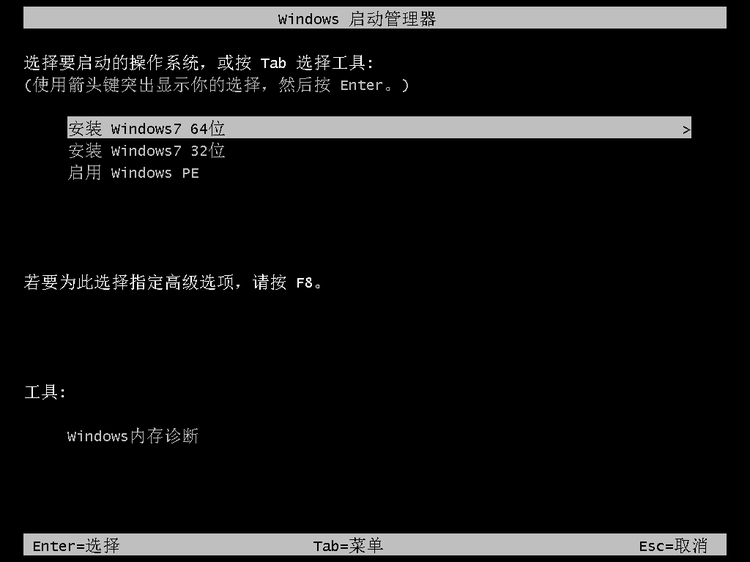 Windows 启动管理器
选择要启动的操作系统，或按 Tab 选择工具:
(使用箭头键突出显示你的选择，然后按 Enter。)
安装 Windows7 64位 >
安装 Windows7 32位
启用 Windows PE
若要为此选择指定高级选项，请按 F8。
工具:
Windows内存诊断
Enter=选择 Tab=菜单 Esc=取消